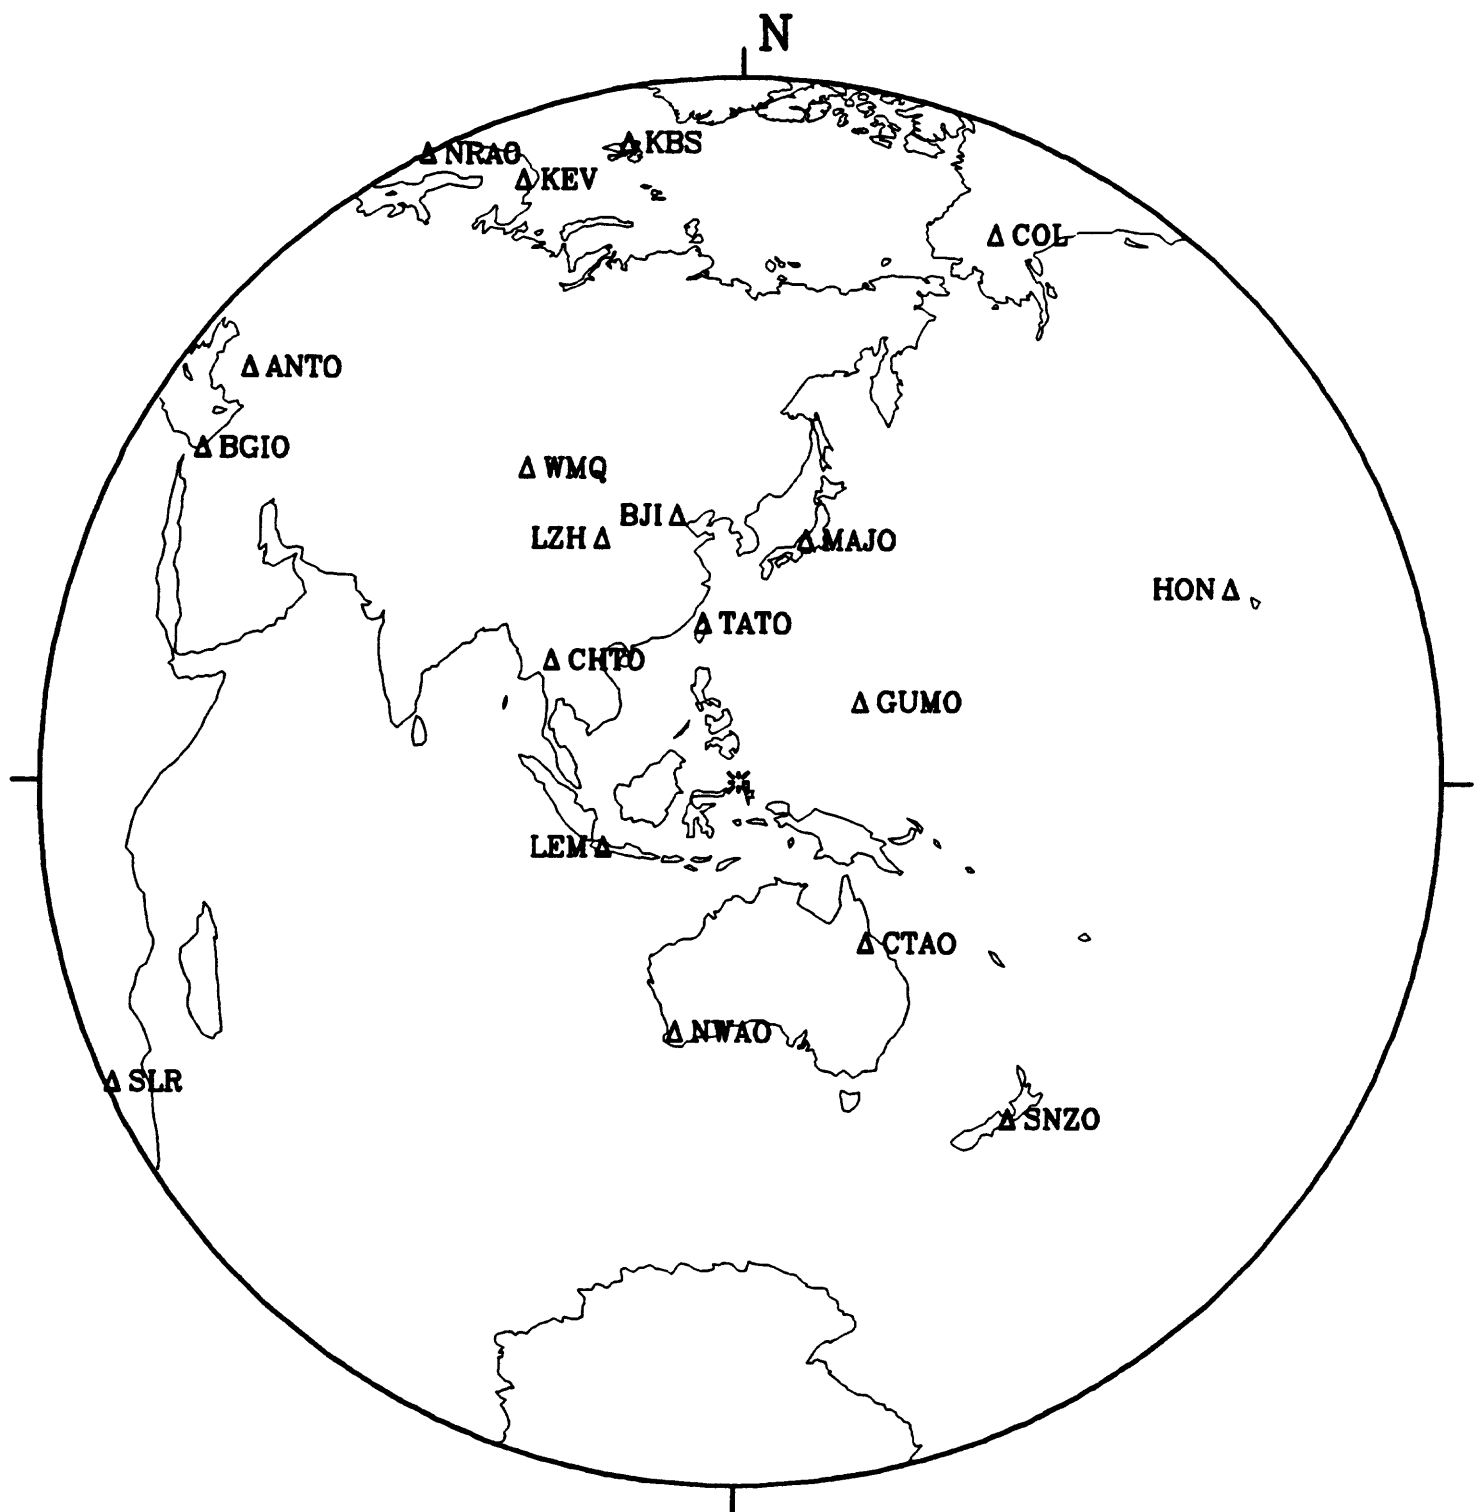 N
KBS
NRAO
KEV
COL
ANTO
BGIO
WMQ
BJI
LZH
MAJO
HON
TATO
CHTO
GUMO
LEM
CTAO
NWAO
SLR
SNZO